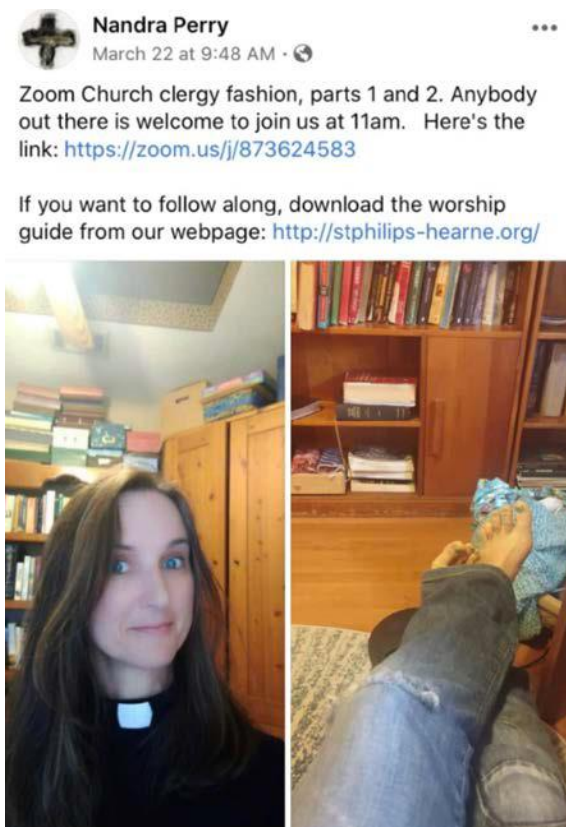 Nandra Perry
March 22 at 9:48 AM ·
Zoom Church clergy fashion, parts 1 and 2. Anybody
out there is welcome to join us at 11am.   Here's the
link: https://zoom.us/j/873624583
If you want to follow along, download the worship
guide from our webpage: http://stphilips-hearne.org/